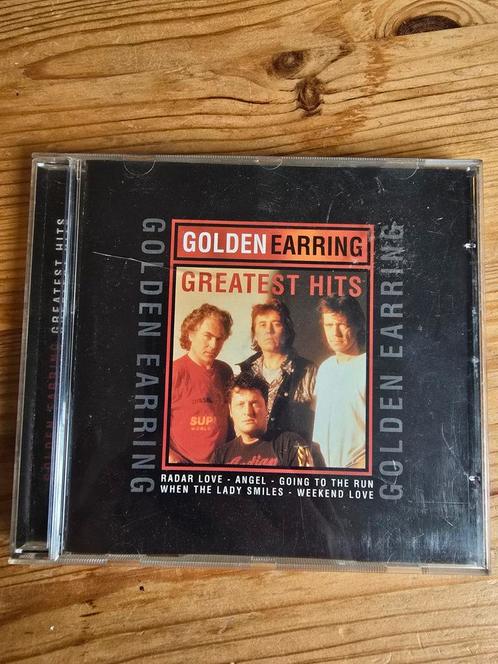 GOLDEN EARRING GREATEST HITS
GOLDEN EARRING
GOLDEN EARRING
GREATEST HITS
SUP
RADAR LOVE - ANGEL - GOING TO THE RUN
WHEN THE LADY SMILES - WEEKEND LOVE
GOLDEN EARRING